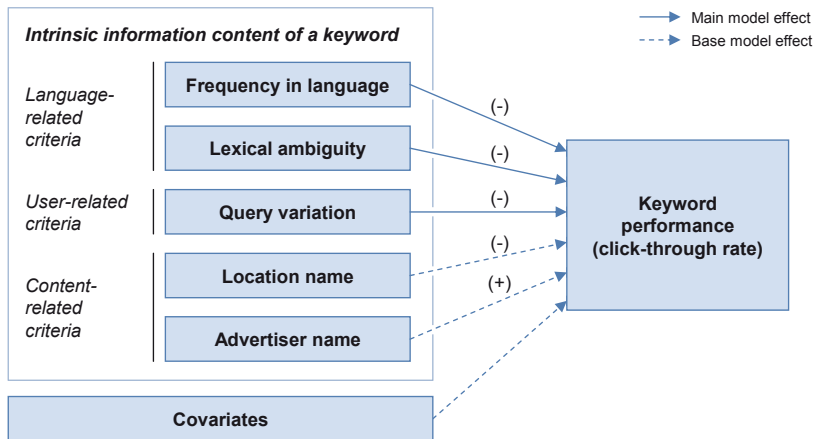 Main model effect
Base model effect
Intrinsic information content of a keyword
Language-
related
criteria
Frequency in language
Lexical ambiguity
User-related
criteria
Query variation
Content-
related
criteria
Location name
Advertiser name
Covariates
(-)
(-)
(-)
(-)
(+)
Keyword
performance
(click-through rate)